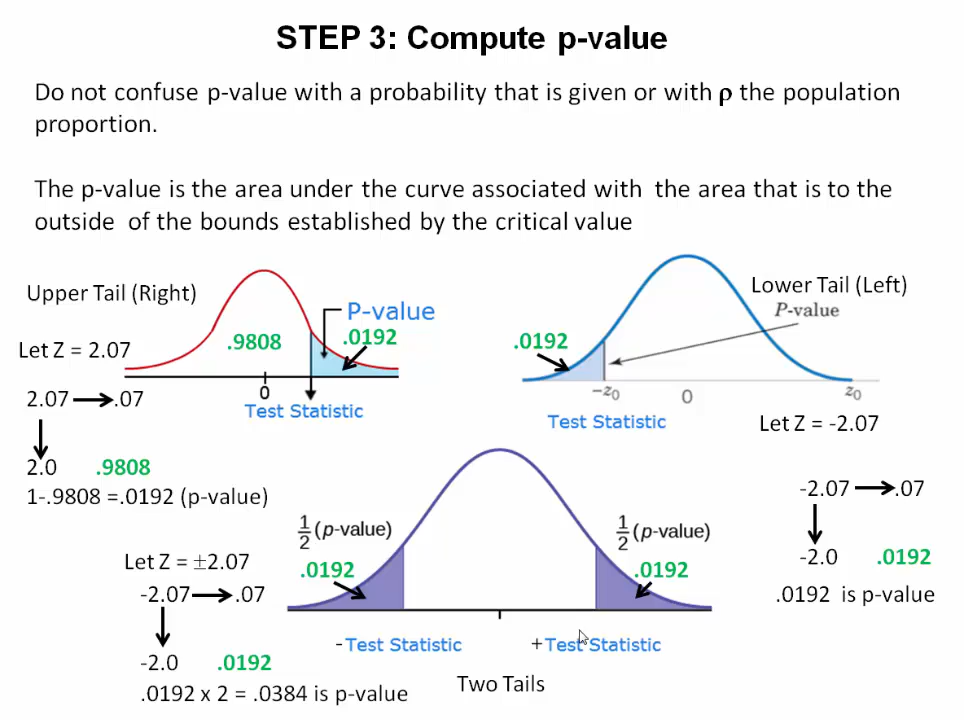 STEP 3: Compute p-value
Do not confuse p-value with a probability that is given or with ρ the population
proportion.
The p-value is the area under the curve associated with the area that is to the
outside of the bounds established by the critical value
Upper Tail (Right)
P-value
.9808
.0192
Let Z = 2.07
0
Test Statistic
2.07 .07
2.0 .9808
1-.9808 =.0192 (p-value)
Lower Tail (Left)
P-value
.0192
-z0
0
z0
Test Statistic
Let Z = -2.07
-2.07 .07
-2.0 .0192
.0192 is p-value
1/2 (p-value)
1/2 (p-value)
.0192
.0192
- Test Statistic
+ Test Statistic
Two Tails
Let Z = ±2.07
-2.07 .07
-2.0 .0192
.0192 x 2 = .0384 is p-value